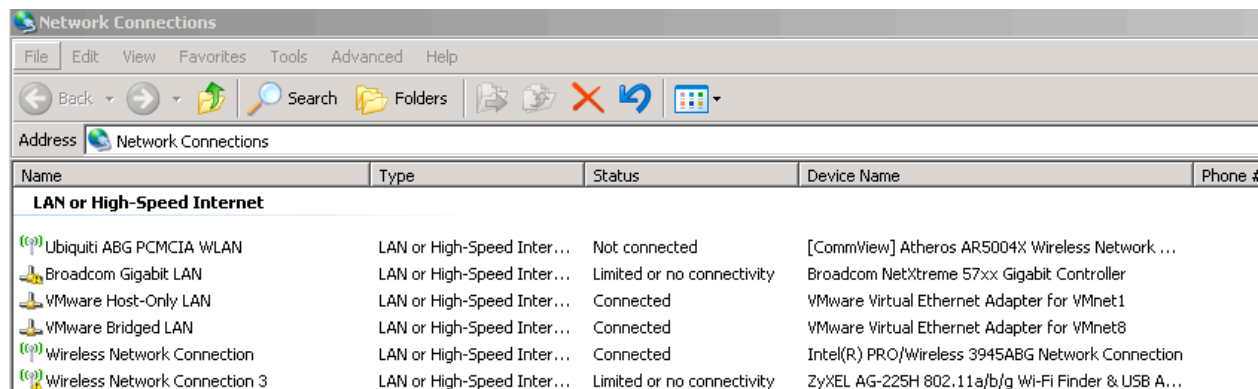 Network Connections
File Edit View Favorites Tools Advanced Help
Back Search Folders
Address Network Connections
Name Type Status Device Name Phone #
LAN or High-Speed Internet
Ubiquiti ABG PCMCIA WLAN LAN or High-Speed Inter... Not connected [CommView] Atheros AR5004X Wireless Network ...
Broadcom Gigabit LAN LAN or High-Speed Inter... Limited or no connectivity Broadcom NetXtreme 57xx Gigabit Controller
VMware Host-Only LAN LAN or High-Speed Inter... Connected VMware Virtual Ethernet Adapter for VMnet1
VMware Bridged LAN LAN or High-Speed Inter... Connected VMware Virtual Ethernet Adapter for VMnet8
Wireless Network Connection LAN or High-Speed Inter... Connected Intel(R) PRO/Wireless 3945ABG Network Connection
Wireless Network Connection 3 LAN or High-Speed Inter... Limited or no connectivity ZyXEL AG-225H 802.11a/b/g Wi-Fi Finder & USB A...